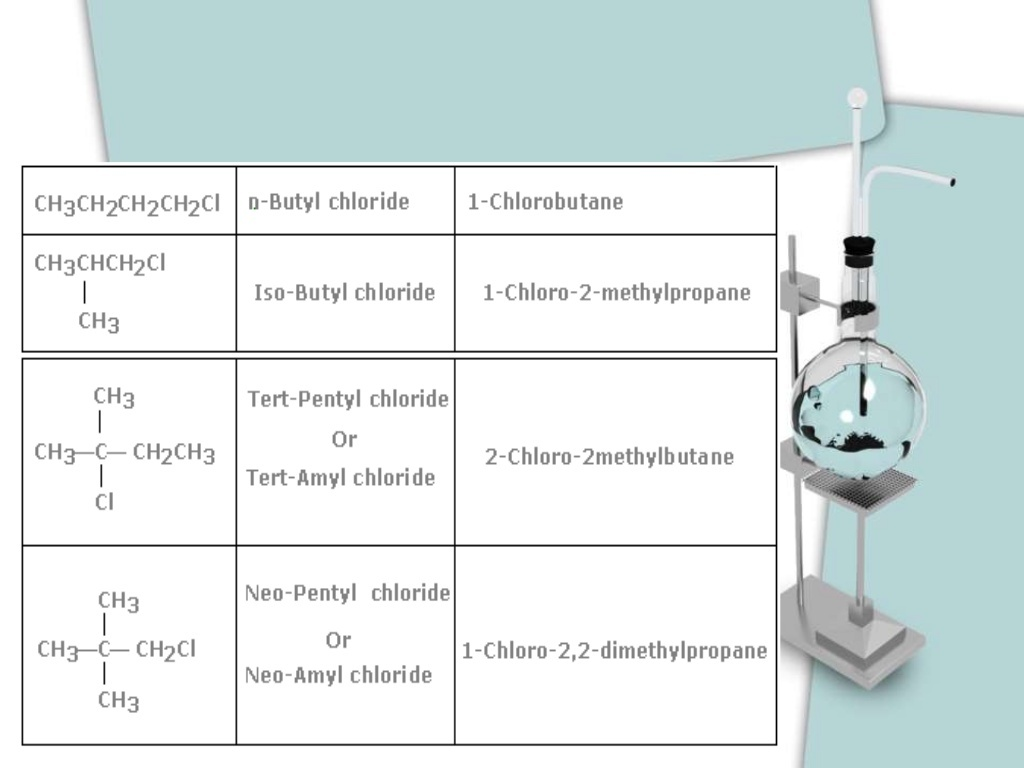 CH3CH2CH2CH2Cl n-Butyl chloride 1-Chlorobutane
CH3CHCH2Cl
CH3
Iso-Butyl chloride
1-Chloro-2-methylpropane
CH3
CH3—C— CH2CH3
Cl
Tert-Pentyl chloride
Or
Tert-Amyl chloride
2-Chloro-2methylbutane
CH3
CH3—C— CH2Cl
CH3
Neo-Pentyl chloride
Or
Neo-Amyl chloride
1-Chloro-2,2-dimethylpropane